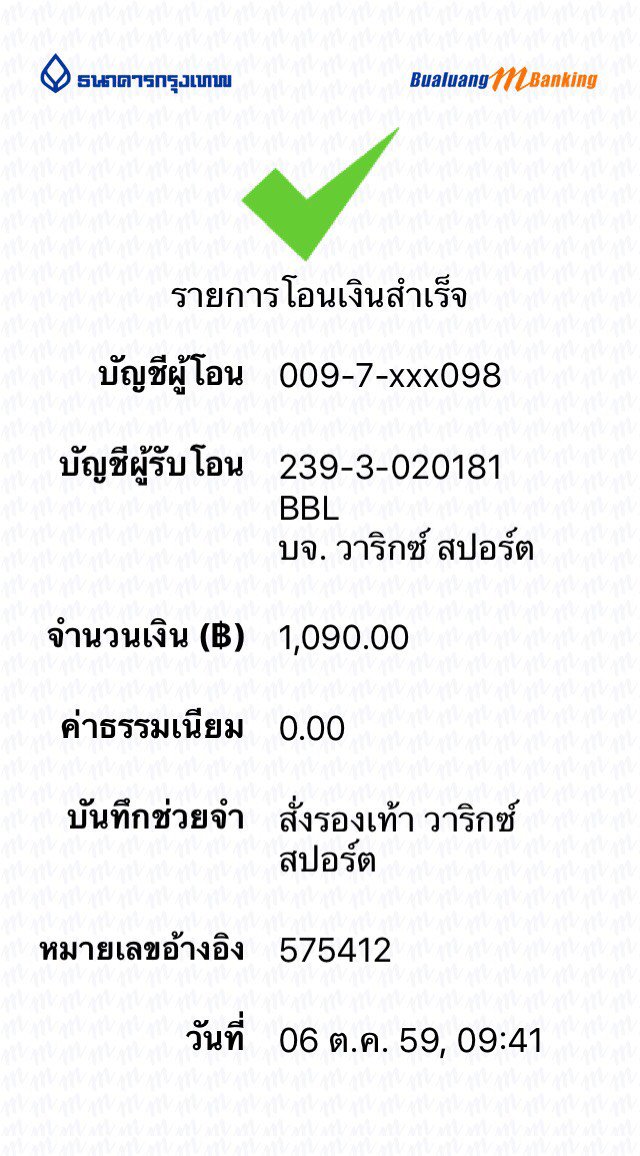 ธนาคารกรุงเทพ
Bualuang mBanking
รายการโอนเงินสำเร็จ
บัญชีผู้โอน 009-7-xxx098
บัญชีผู้รับโอน 239-3-020181
BBL
บจ. วาริกซ์ สปอร์ต
จำนวนเงิน (฿) 1,090.00
ค่าธรรมเนียม 0.00
บันทึกช่วยจำ สั่งรองเท้า วาริกซ์
สปอร์ต
หมายเลขอ้างอิง 575412
วันที่ 06 ต.ค. 59, 09:41